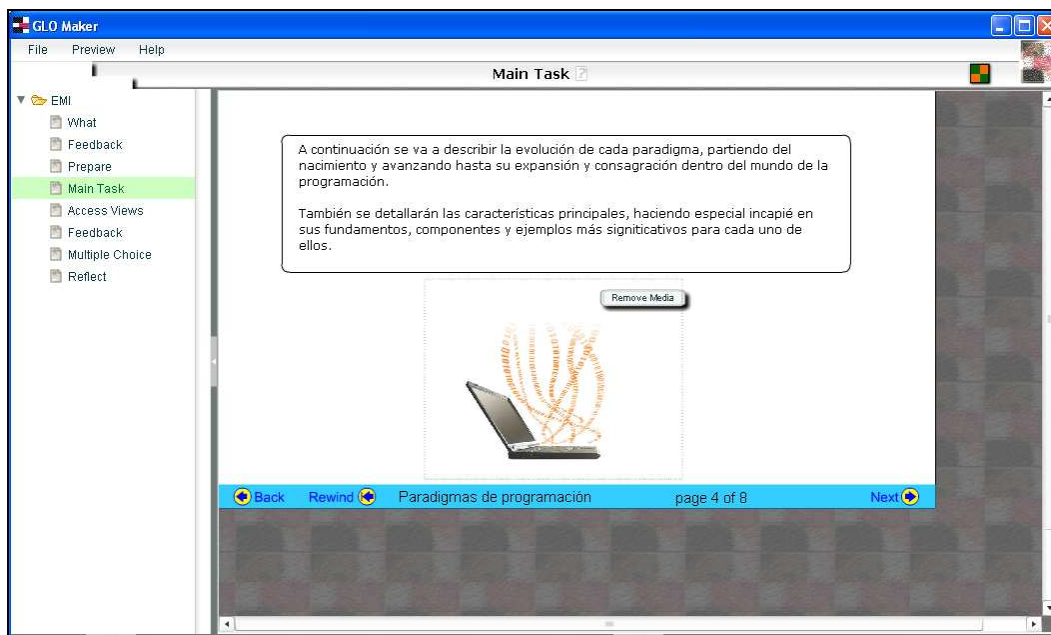 GLO Maker
File Preview Help
Main Task
EMI
What
Feedback
Prepare
Main Task
Access Views
Feedback
Multiple Choice
Reflect
A continuación se va a describir la evolución de cada paradigma, partiendo del
nacimiento y avanzando hasta su expansión y consagración dentro del mundo de la
programación.
También se detallarán las características principales, haciendo especial incapié en
sus fundamentos, componentes y ejemplos más signiticativos para cada uno de
ellos.
Remove Media
Back Rewind Paradigmas de programación page 4 of 8 Next